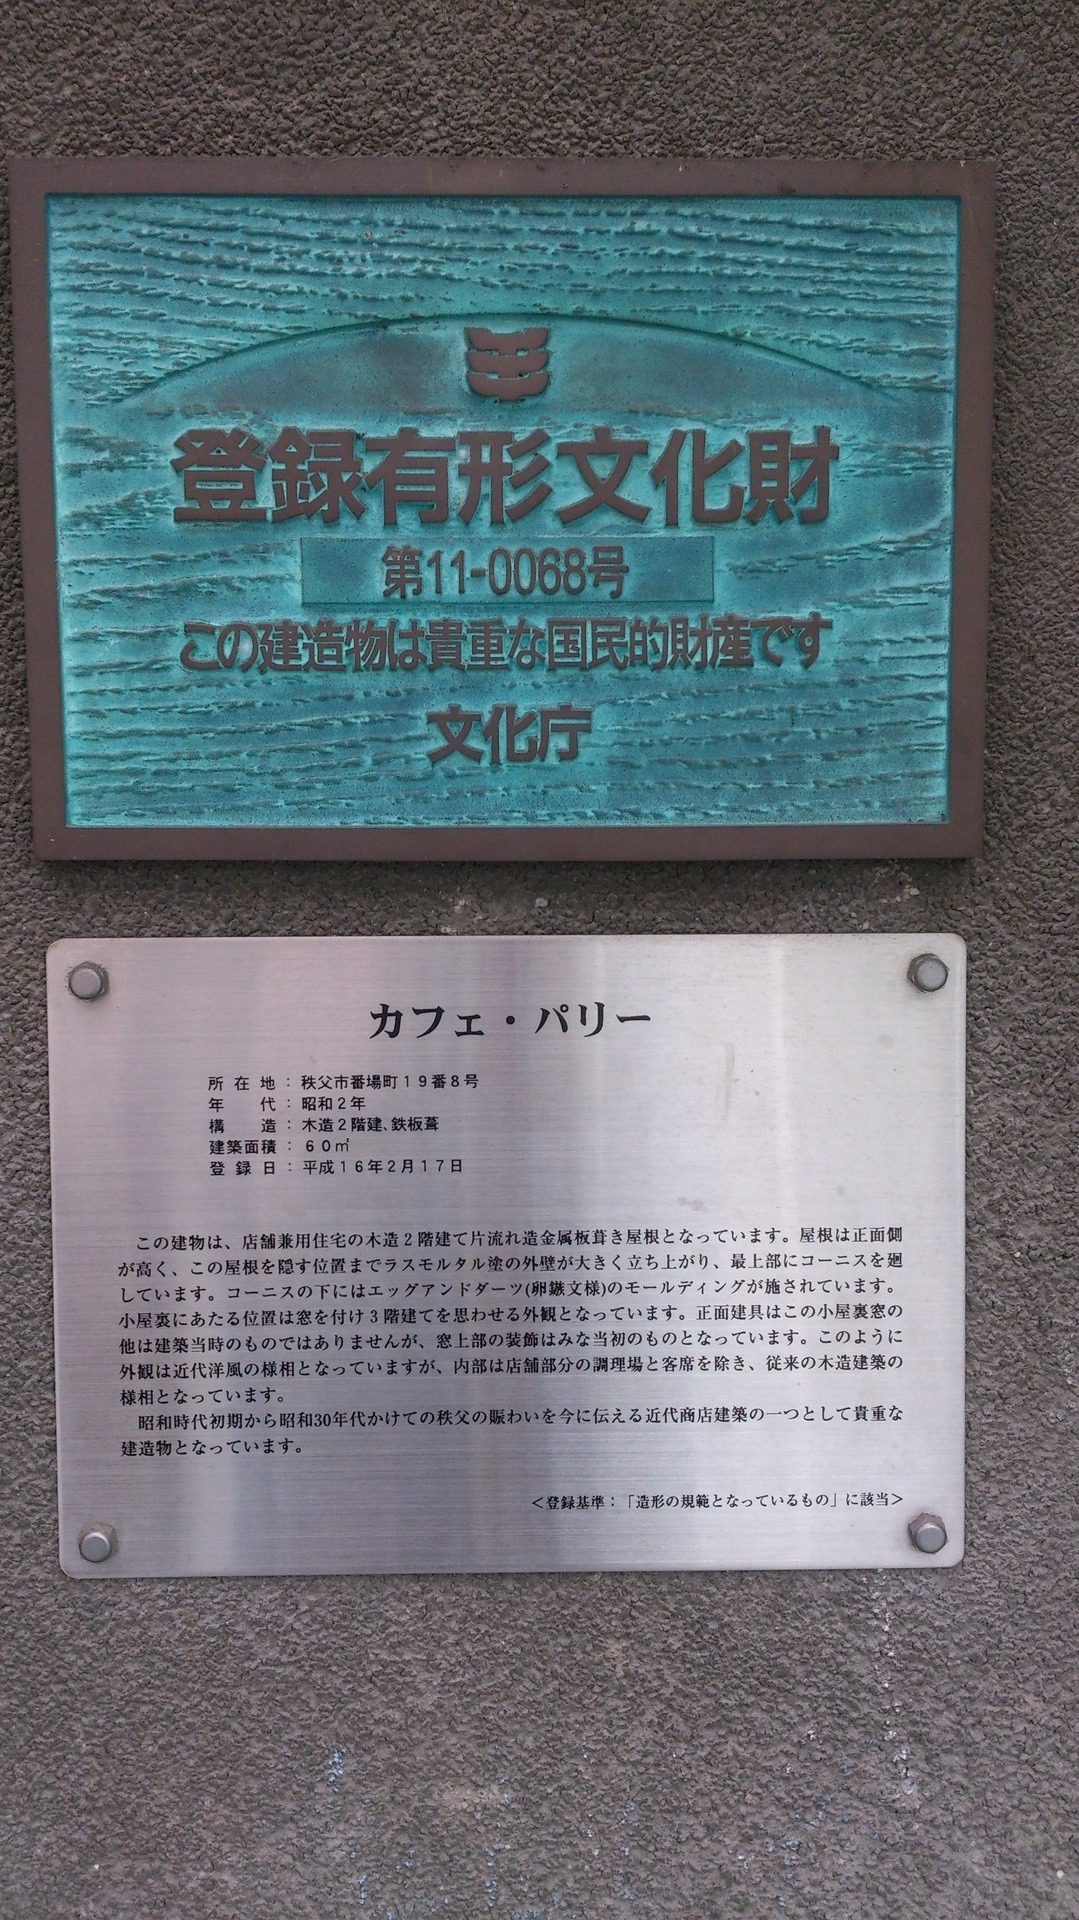 登録有形文化財
第11-0068号
この建造物は貴重な国民的財産です
文化庁
カフェ・パリー
所在地：秩父市番場町１９番８号
年　代：昭和２年
構　造：木造２階建、鉄板葺
建築面積：６０㎡
登録日：平成１６年２月１７日
この建物は、店舗兼用住宅の木造２階建て片流れ造金属板葺き屋根となっています。屋根は正面側
が高く、この屋根を隠す位置までラスモルタル塗の外壁が大きく立ち上がり、最上部にコーニスを廻
しています。コーニスの下にはエッグアンドダーツ(卵鏃文様)のモールディングが施されています。
小屋裏にあたる位置は窓を付け３階建てを思わせる外観となっています。正面建具はこの小屋裏窓の
他は建築当時のものではありませんが、窓上部の装飾はみな当初のものとなっています。このように
外観は近代洋風の様相となっていますが、内部は店舗部分の調理場と客席を除き、従来の木造建築の
様相となっています。
昭和時代初期から昭和30年代かけての秩父の賑わいを今に伝える近代商店建築の一つとして貴重な
建造物となっています。
＜登録基準：「造形の規範となっているもの」に該当＞